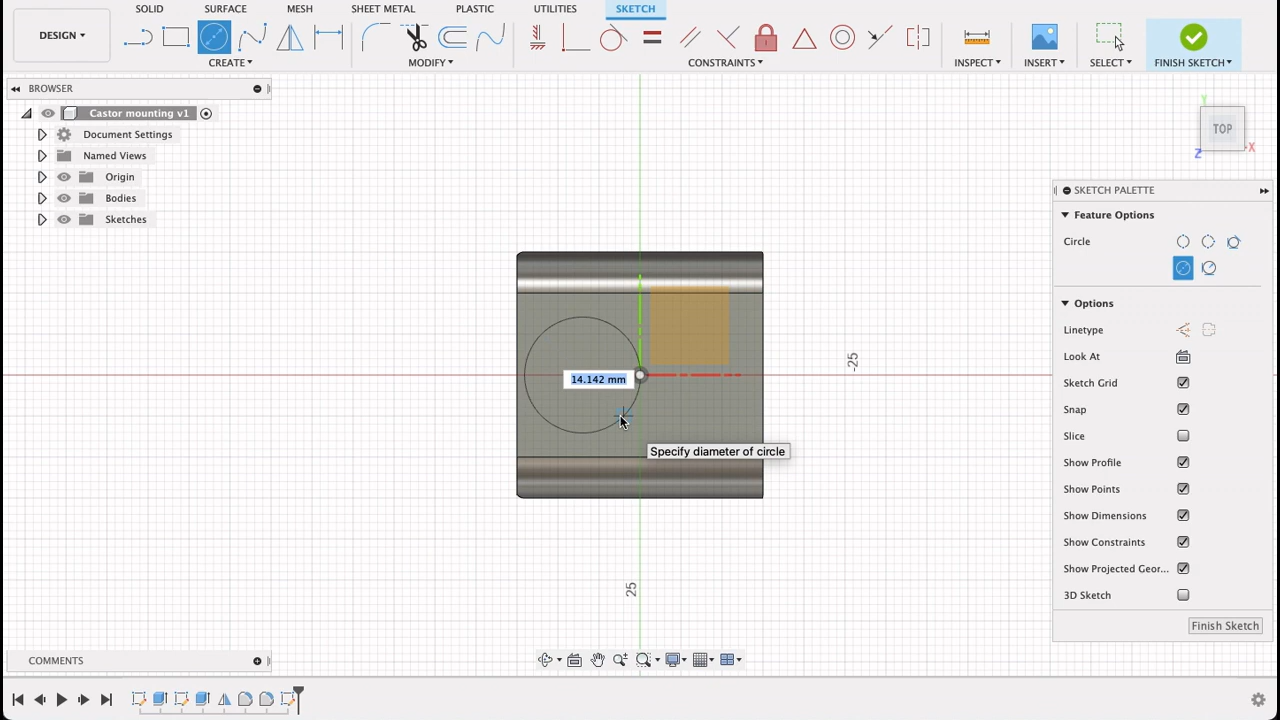 SOLID SURFACE MESH SHEET METAL PLASTIC UTILITIES SKETCH
DESIGN
CREATE MODIFY CONSTRAINTS INSPECT INSERT SELECT FINISH SKETCH
BROWSER
Castor mounting v1
Document Settings
Named Views
Origin
Bodies
Sketches
TOP
Y
Z
X
SKETCH PALETTE
Feature Options
Circle
Options
Linetype
Look At
Sketch Grid
Snap
Slice
Show Profile
Show Points
Show Dimensions
Show Constraints
Show Projected Geor...
3D Sketch
Finish Sketch
-25
14.142 mm
Specify diameter of circle
25
COMMENTS